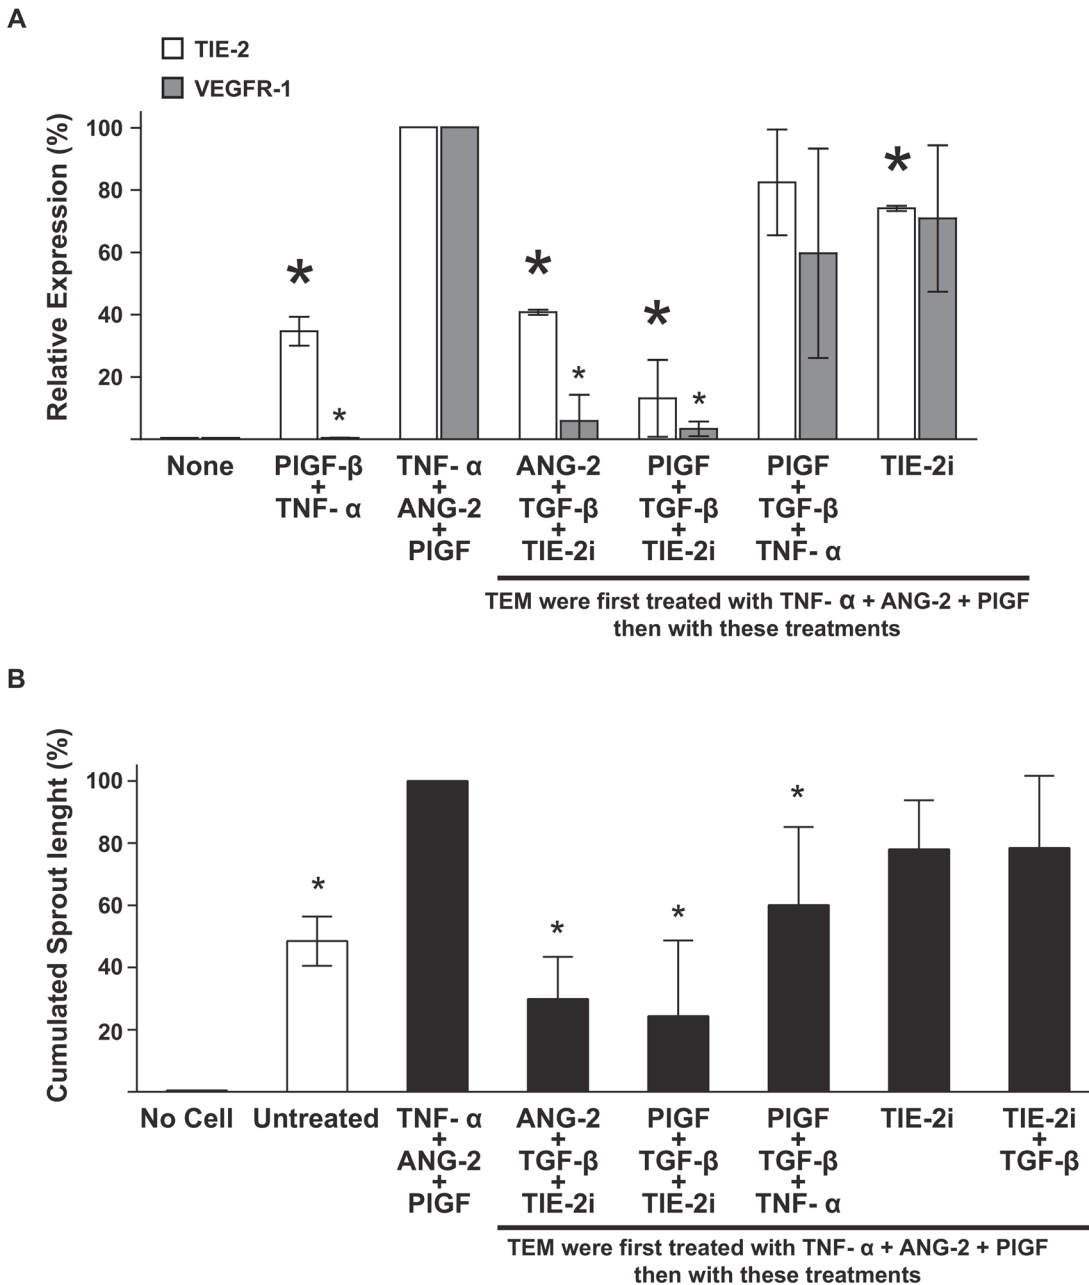 A
TIE-2
VEGFR-1
Relative Expression (%)
100
80
60
40
20
* * * * * * *
None
PIGF-β
+
TNF- α
TNF- α
+
ANG-2
+
PIGF
ANG-2
+
TGF-β
+
TIE-2i
PIGF
+
TGF-β
+
TIE-2i
PIGF
+
TGF-β
+
TNF- α
TIE-2i
TEM were first treated with TNF- α + ANG-2 + PIGF
then with these treatments
B
Cumulated Sprout lenght (%)
100
80
60
40
20
* * * *
No Cell
Untreated
TNF- α
+
ANG-2
+
PIGF
ANG-2
+
TGF-β
+
TIE-2i
PIGF
+
TGF-β
+
TIE-2i
PIGF
+
TGF-β
+
TNF- α
TIE-2i
TIE-2i
+
TGF-β
TEM were first treated with TNF- α + ANG-2 + PIGF
then with these treatments